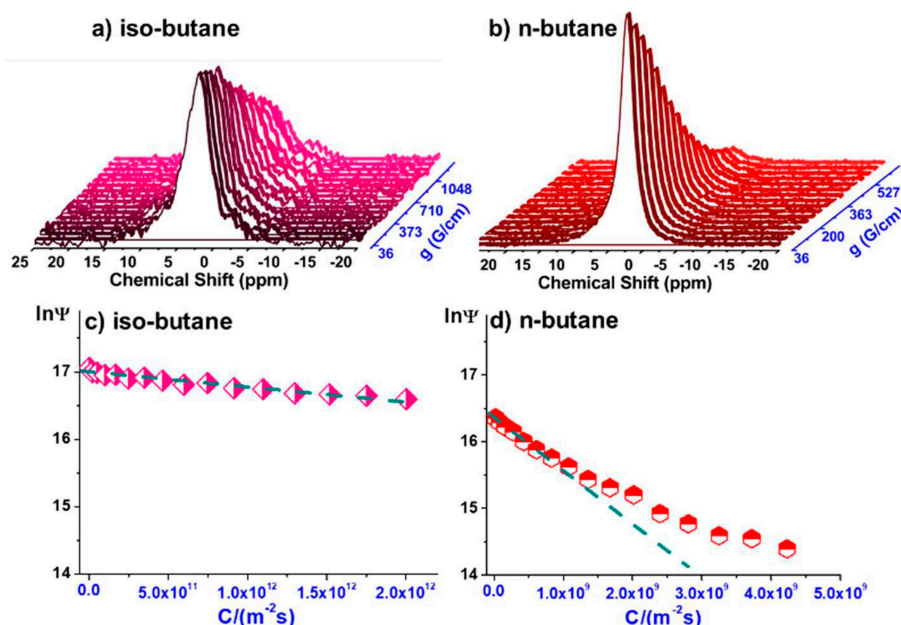 a) iso-butane
b) n-butane
1048
710
373
36
g (G/cm)
25 20 15 10 5 0 -5 -10 -15 -20
Chemical Shift (ppm)
527
363
200
36
g (G/cm)
20 15 10 5 0 -5 -10 -15 -20
Chemical Shift (ppm)
lnΨ
c) iso-butane
17
16
15
14
0.0 5.0x10¹¹ 1.0x10¹² 1.5x10¹² 2.0x10¹²
C/(m⁻²s)
lnΨ
d) n-butane
17
16
15
14
0.0 1.0x10⁹ 2.0x10⁹ 3.0x10⁹ 4.0x10⁹ 5.0x10⁹
C/(m⁻²s)